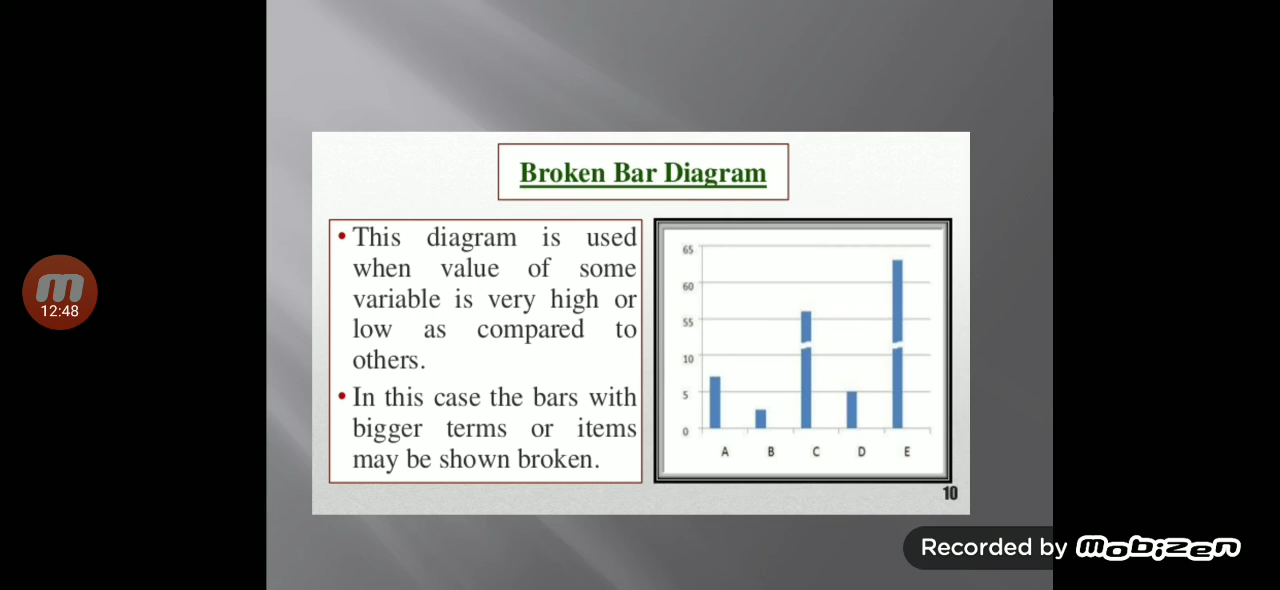 Broken Bar Diagram
• This diagram is used
when value of some
variable is very high or
low as compared to
others.
• In this case the bars with
bigger terms or items
may be shown broken.
65
60
55
10
5
0
A B C D E
10
12:48
Recorded by mobizen